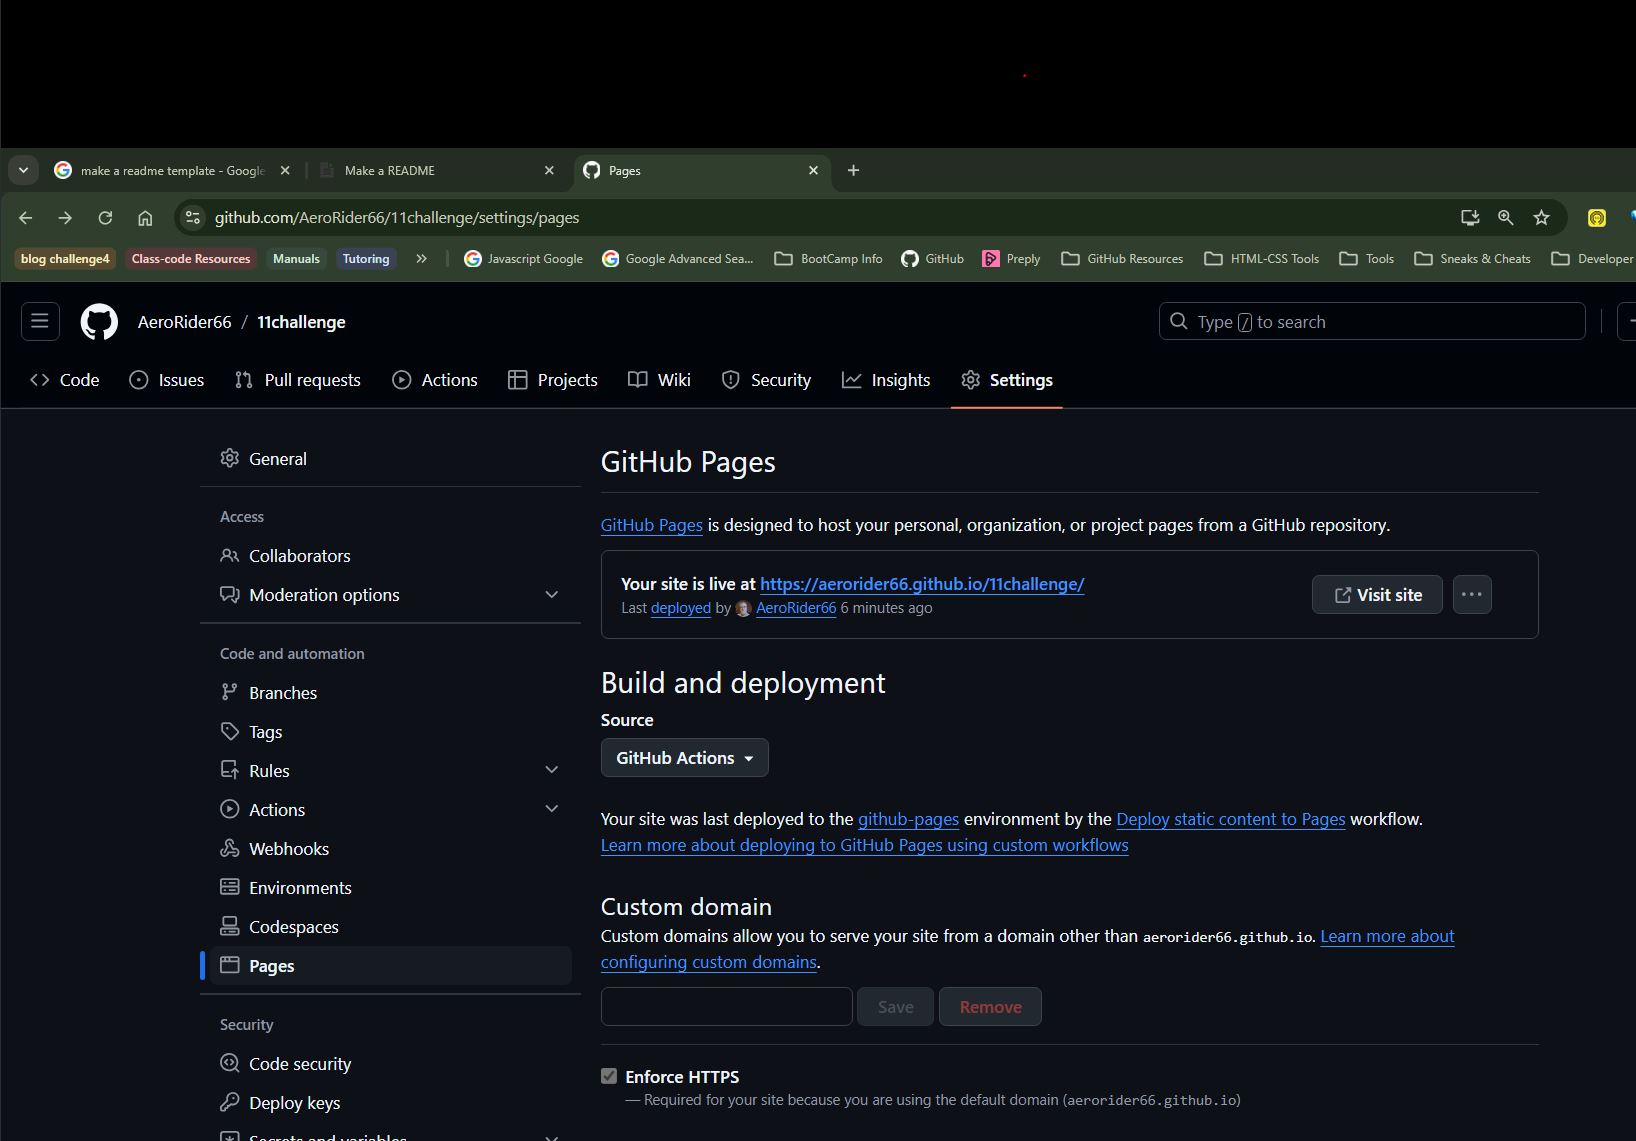 make a readme template - Google
Make a README
Pages
github.com/AeroRider66/11challenge/settings/pages
blog challenge4
Class-code Resources
Manuals
Tutoring
Javascript Google
Google Advanced Sea...
BootCamp Info
GitHub
Preply
GitHub Resources
HTML-CSS Tools
Tools
Sneaks & Cheats
Developer
AeroRider66 / 11challenge
Type / to search
Code
Issues
Pull requests
Actions
Projects
Wiki
Security
Insights
Settings
General
Access
Collaborators
Moderation options
Code and automation
Branches
Tags
Rules
Actions
Webhooks
Environments
Codespaces
Pages
Security
Code security
Deploy keys
Secrets and variables
GitHub Pages
GitHub Pages is designed to host your personal, organization, or project pages from a GitHub repository.
Your site is live at https://aerorider66.github.io/11challenge/
Last deployed by AeroRider66 6 minutes ago
Visit site
Build and deployment
Source
GitHub Actions
Your site was last deployed to the github-pages environment by the Deploy static content to Pages workflow.
Learn more about deploying to GitHub Pages using custom workflows
Custom domain
Custom domains allow you to serve your site from a domain other than aerorider66.github.io. Learn more about
configuring custom domains.
Save
Remove
Enforce HTTPS
— Required for your site because you are using the default domain (aerorider66.github.io)